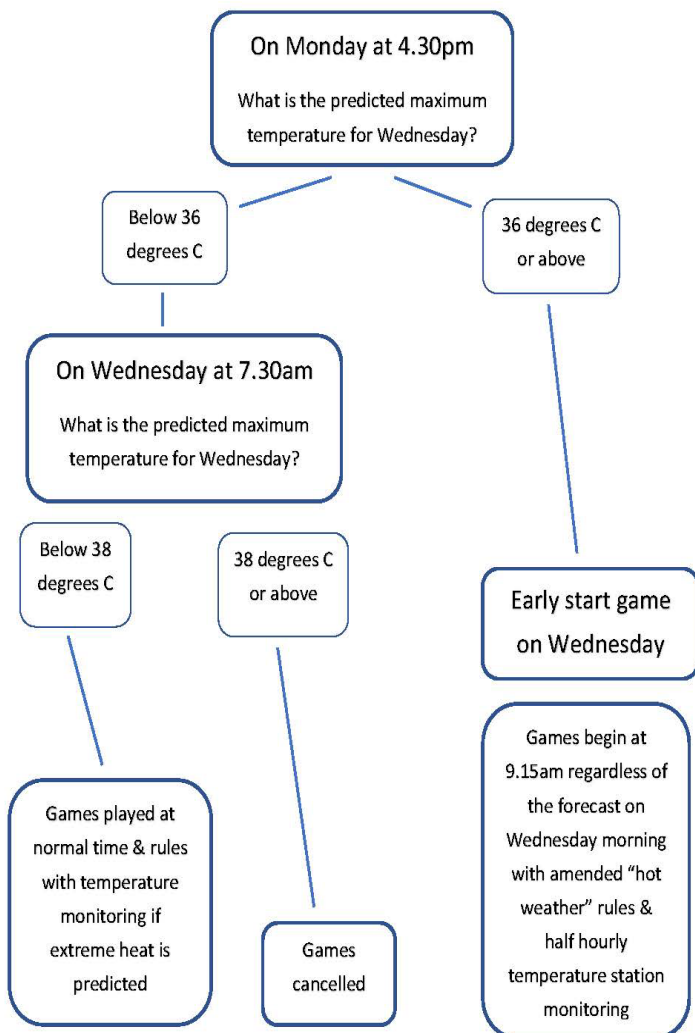 On Monday at 4.30pm
What is the predicted maximum
temperature for Wednesday?
Below 36
degrees C
36 degrees C
or above
On Wednesday at 7.30am
What is the predicted maximum
temperature for Wednesday?
Below 38
degrees C
38 degrees C
or above
Early start game
on Wednesday
Games played at
normal time & rules
with temperature
monitoring if
extreme heat is
predicted
Games
cancelled
Games begin at
9.15am regardless of
the forecast on
Wednesday morning
with amended “hot
weather” rules &
half hourly
temperature station
monitoring